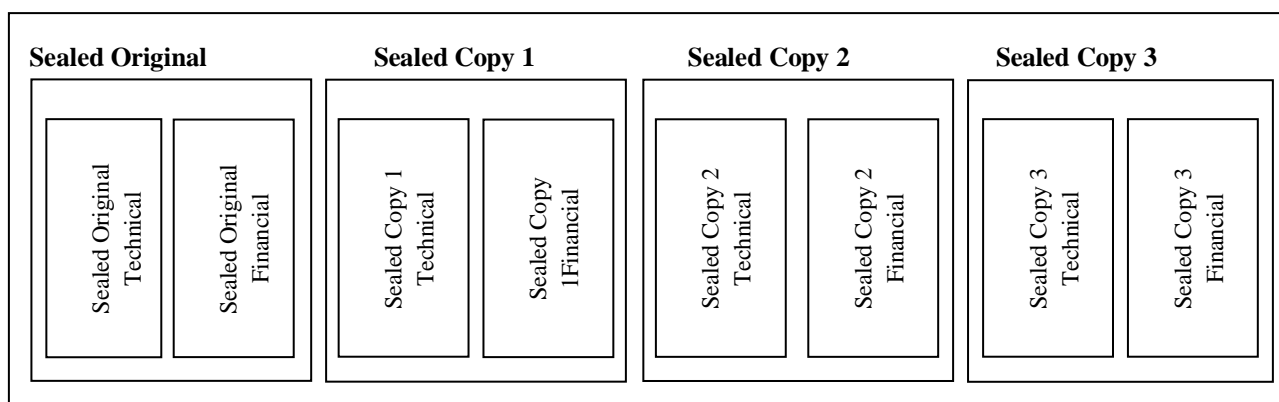 Sealed Original
Sealed Copy 1
Sealed Copy 2
Sealed Copy 3
Sealed Original
Technical
Sealed Original
Financial
Sealed Copy 1
Technical
Sealed Copy
1Financial
Sealed Copy 2
Technical
Sealed Copy 2
Financial
Sealed Copy 3
Technical
Sealed Copy 3
Financial